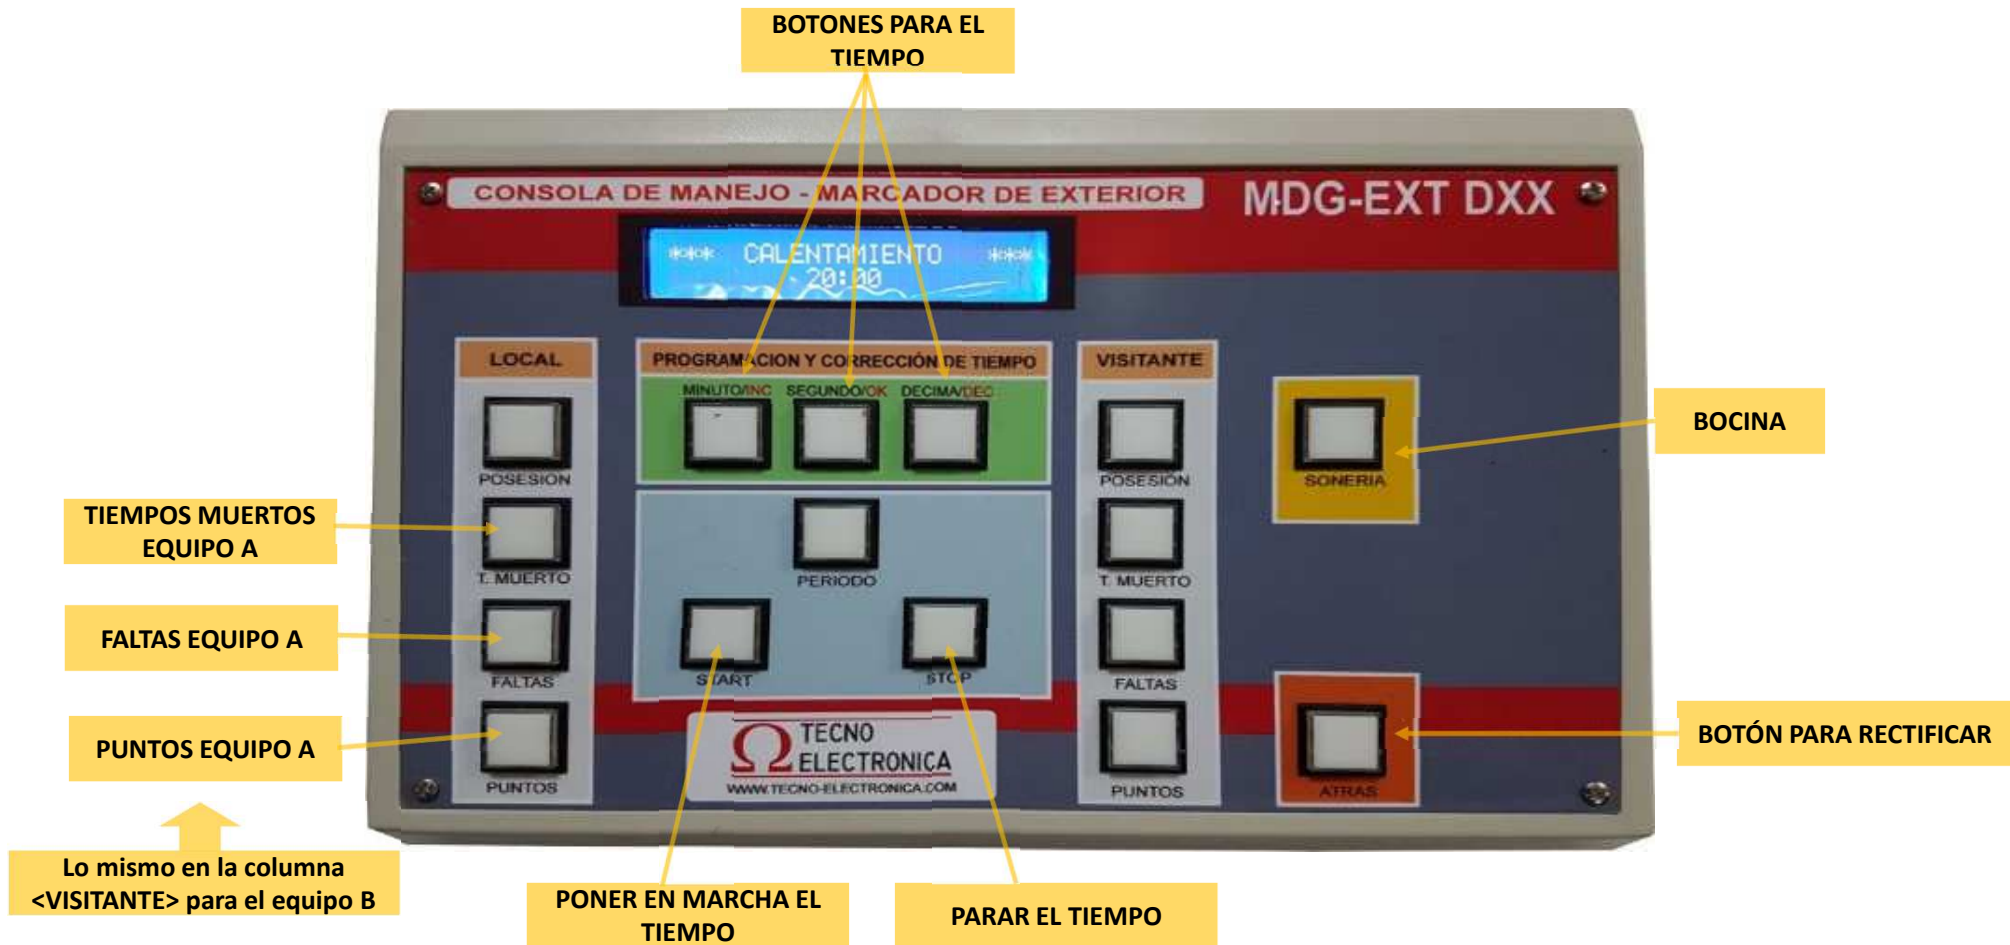 BOTONES PARA EL
TIEMPO
CONSOLA DE MANEJO - MARCADOR DE EXTERIOR
MDG-EXT DXX
*** CALENTAMIENTO ***
20:00
LOCAL
PROGRAMACION Y CORRECCIÓN DE TIEMPO
VISITANTE
MINUTO/INC
SEGUNDO/OK
DECIMA/DEC
BOCINA
POSESION
POSESIÓN
SONERIA
TIEMPOS MUERTOS
EQUIPO A
T. MUERTO
PERIODO
T. MUERTO
FALTAS EQUIPO A
FALTAS
START
STOP
FALTAS
PUNTOS EQUIPO A
TECNO
ELECTRONICA
WWW.TECNO-ELECTRONICA.COM
BOTÓN PARA RECTIFICAR
PUNTOS
PUNTOS
ATRAS
Lo mismo en la columna
<VISITANTE> para el equipo B
PONER EN MARCHA EL
TIEMPO
PARAR EL TIEMPO